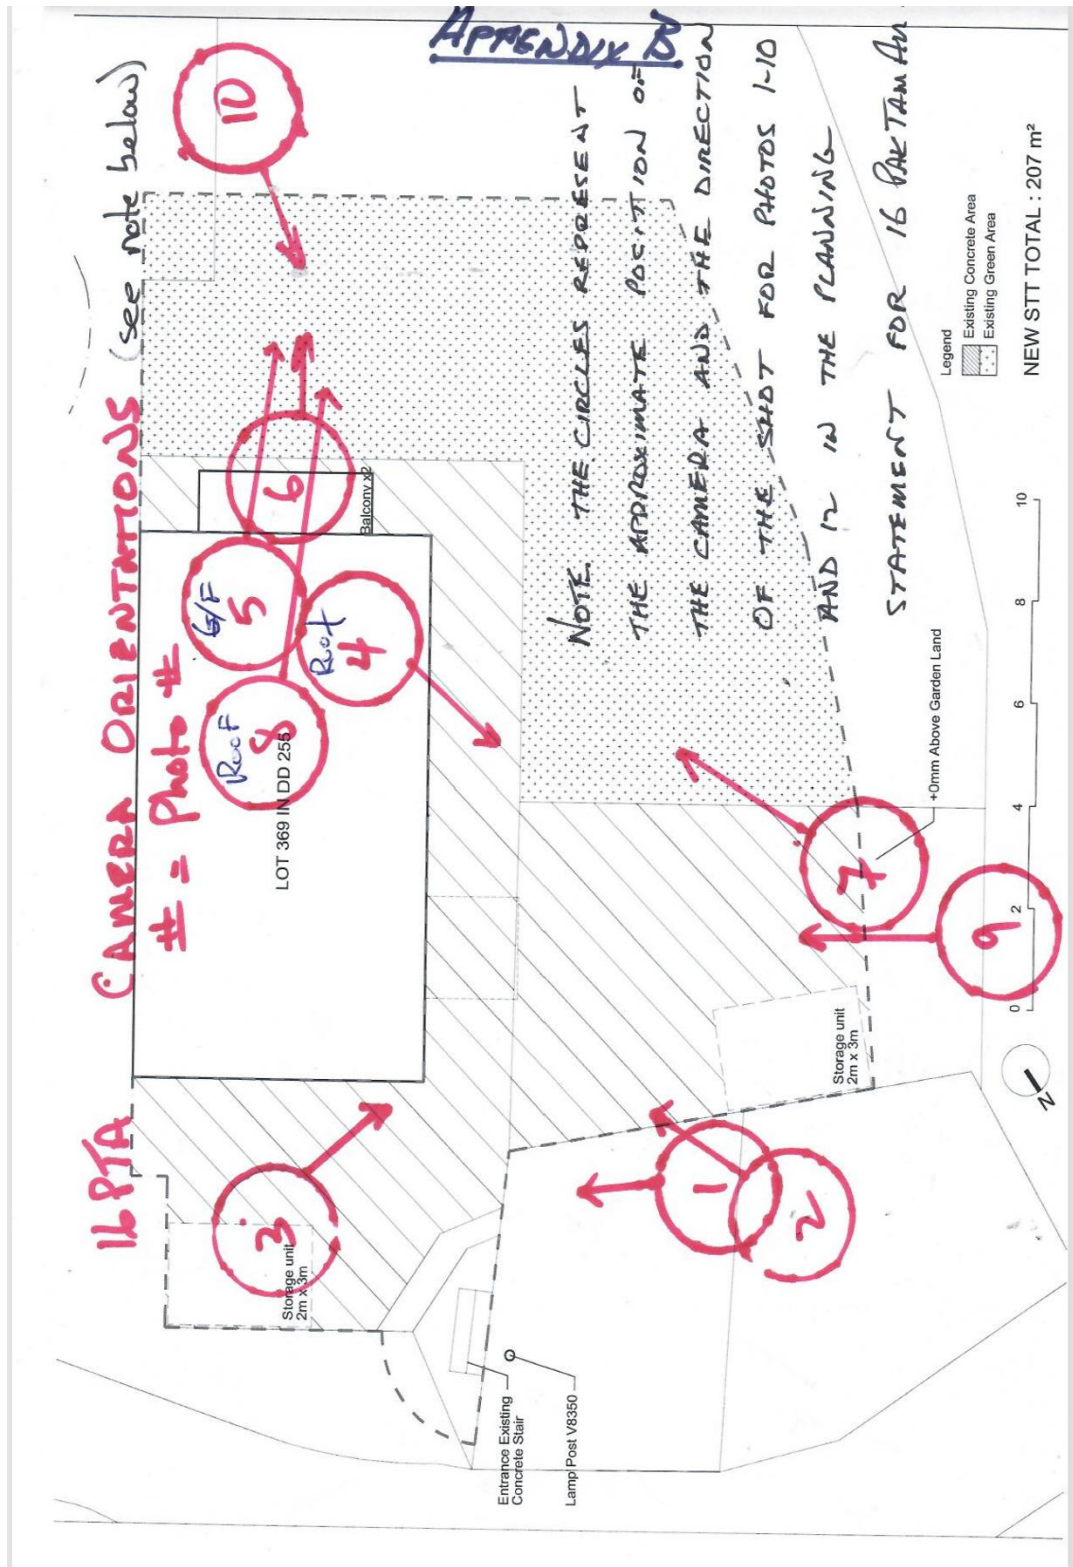 APPENDIX B
16 PTA CAMERA ORIENTATIONS (see note below)
# = Photo #
NOTE. THE CIRCLES REPRESENT
THE APPROXIMATE POSITION OF
THE CAMERA AND THE DIRECTION
OF THE SHOT FOR PHOTOS 1-10
AND 12 IN THE PLANNING
STATEMENT FOR 16 PAK TAM AU
10
6
Balcony x2
G/F
5
Roof
4
Roof
8
LOT 369 IN DD 255
7
9
+0mm Above Garden Land
3
Storage unit
2m x 3m
1
2
Storage unit
2m x 3m
Entrance Existing
Concrete Stair
Lamp Post V8350
N
0 2 4 6 8 10
Legend
Existing Concrete Area
Existing Green Area
NEW STT TOTAL : 207 m²